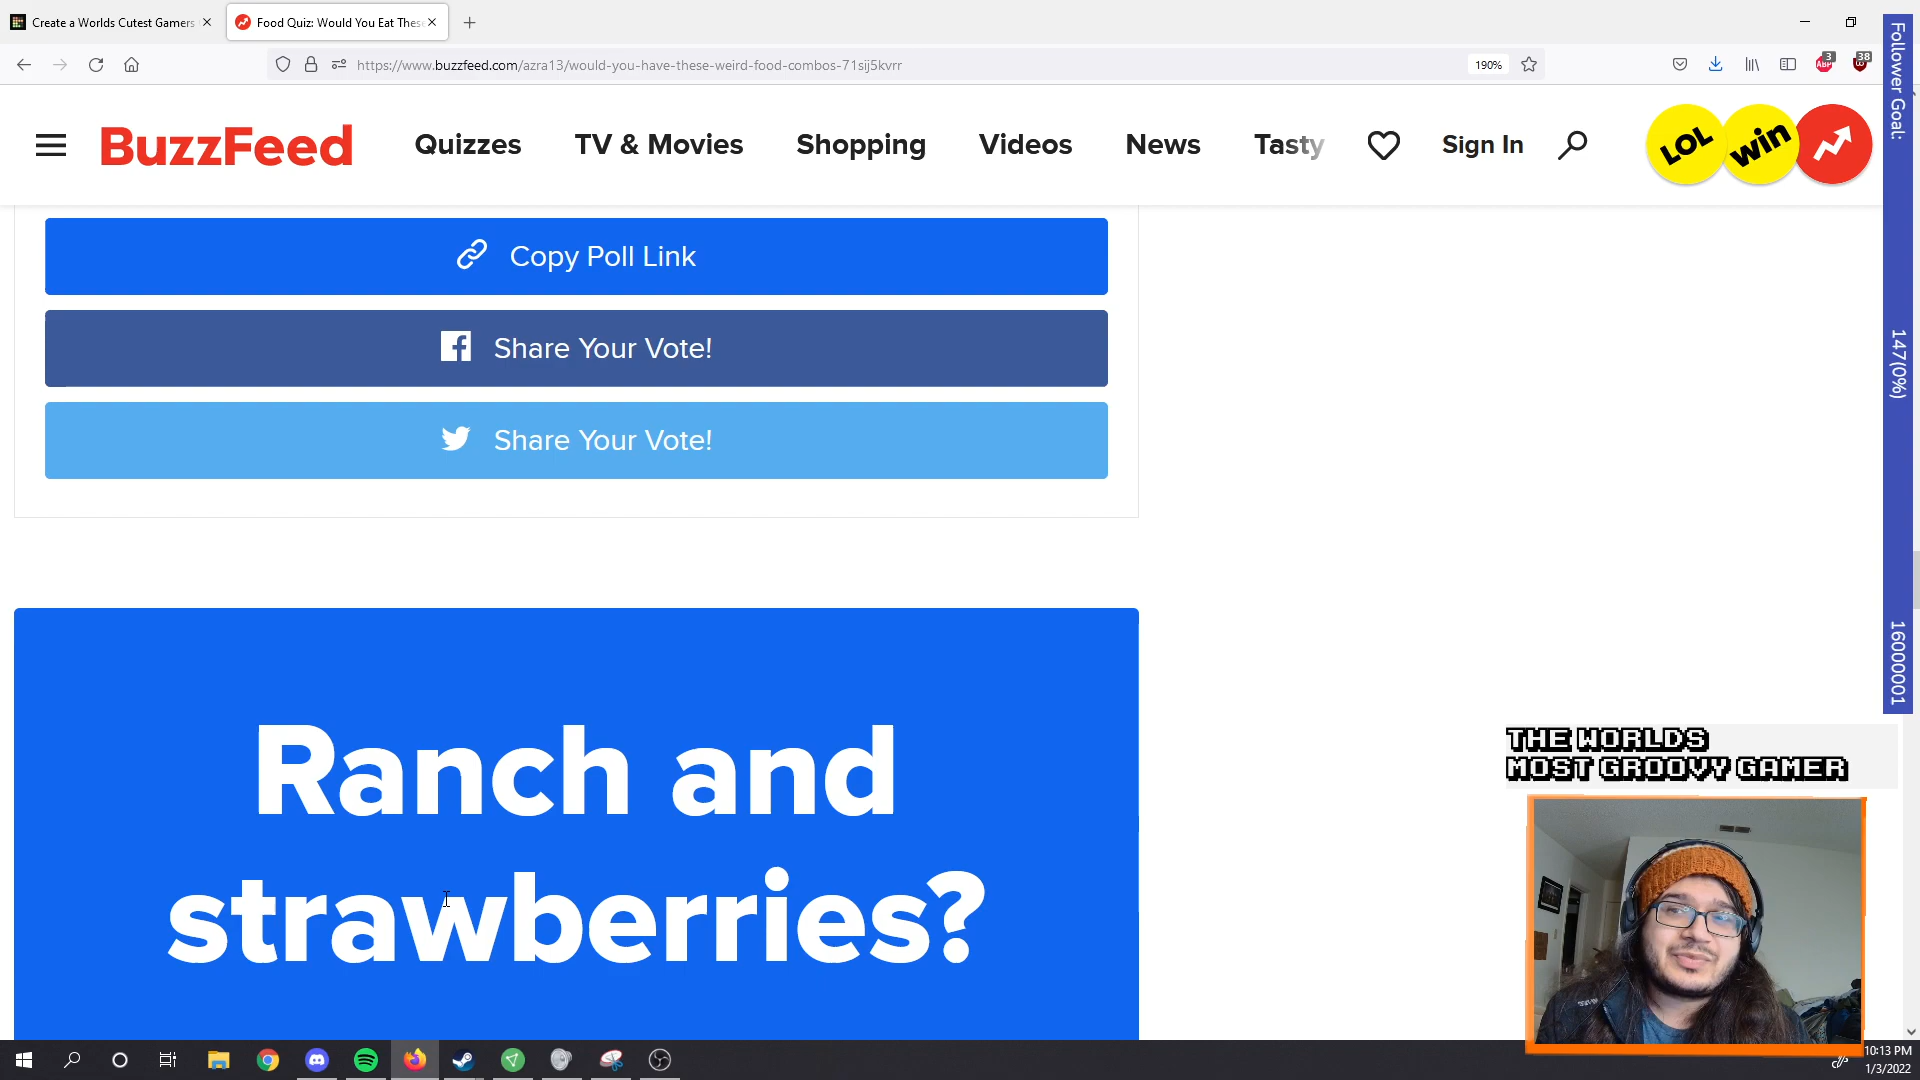 Create a Worlds Cutest Gamers
Food Quiz: Would You Eat Thes
https://www.buzzfeed.com/azra13/would-you-have-these-weird-food-combos-71sij5kvrr
190%
ABP
3
38
BuzzFeed
Quizzes
TV & Movies
Shopping
Videos
News
Tasty
Sign In
LOL
win
Follower Goal:
147(0%)
16000001
Copy Poll Link
Share Your Vote!
Share Your Vote!
Ranch and
strawberries?
THE WORLDS
MOST GROOVY GAMER
10:13 PM
1/3/2022